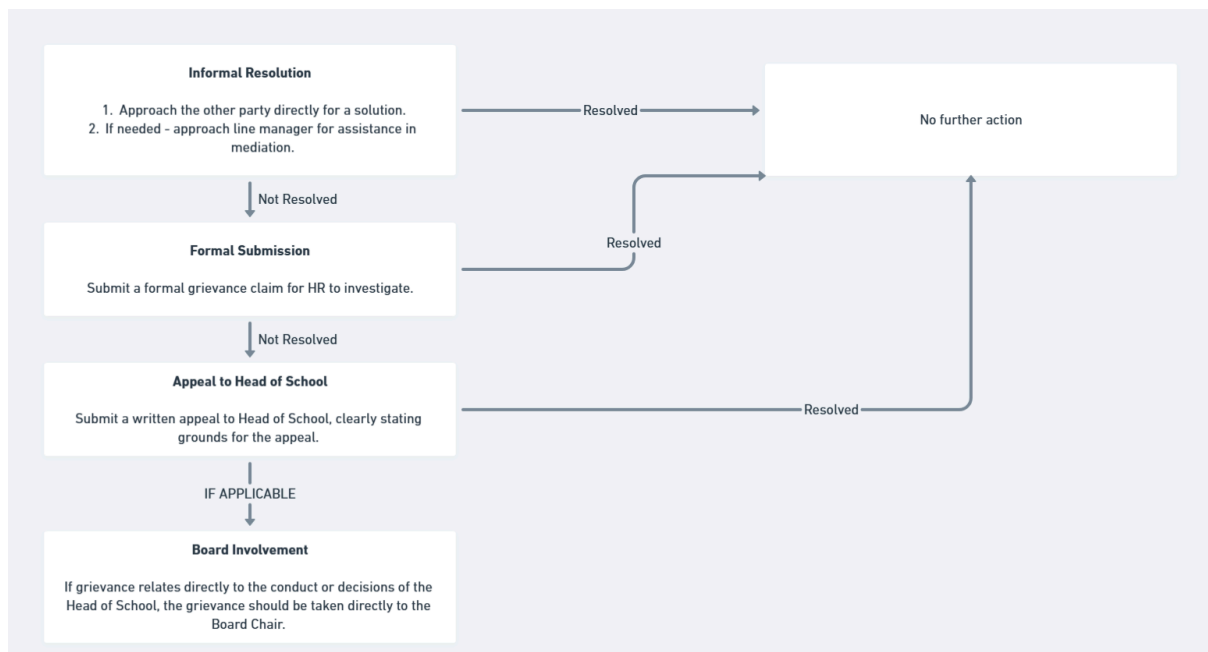 Informal Resolution
1. Approach the other party directly for a solution.
2. If needed - approach line manager for assistance in
mediation.
Resolved
No further action
Not Resolved
Formal Submission
Submit a formal grievance claim for HR to investigate.
Resolved
Not Resolved
Appeal to Head of School
Submit a written appeal to Head of School, clearly stating
grounds for the appeal.
Resolved
IF APPLICABLE
Board Involvement
If grievance relates directly to the conduct or decisions of the
Head of School, the grievance should be taken directly to the
Board Chair.